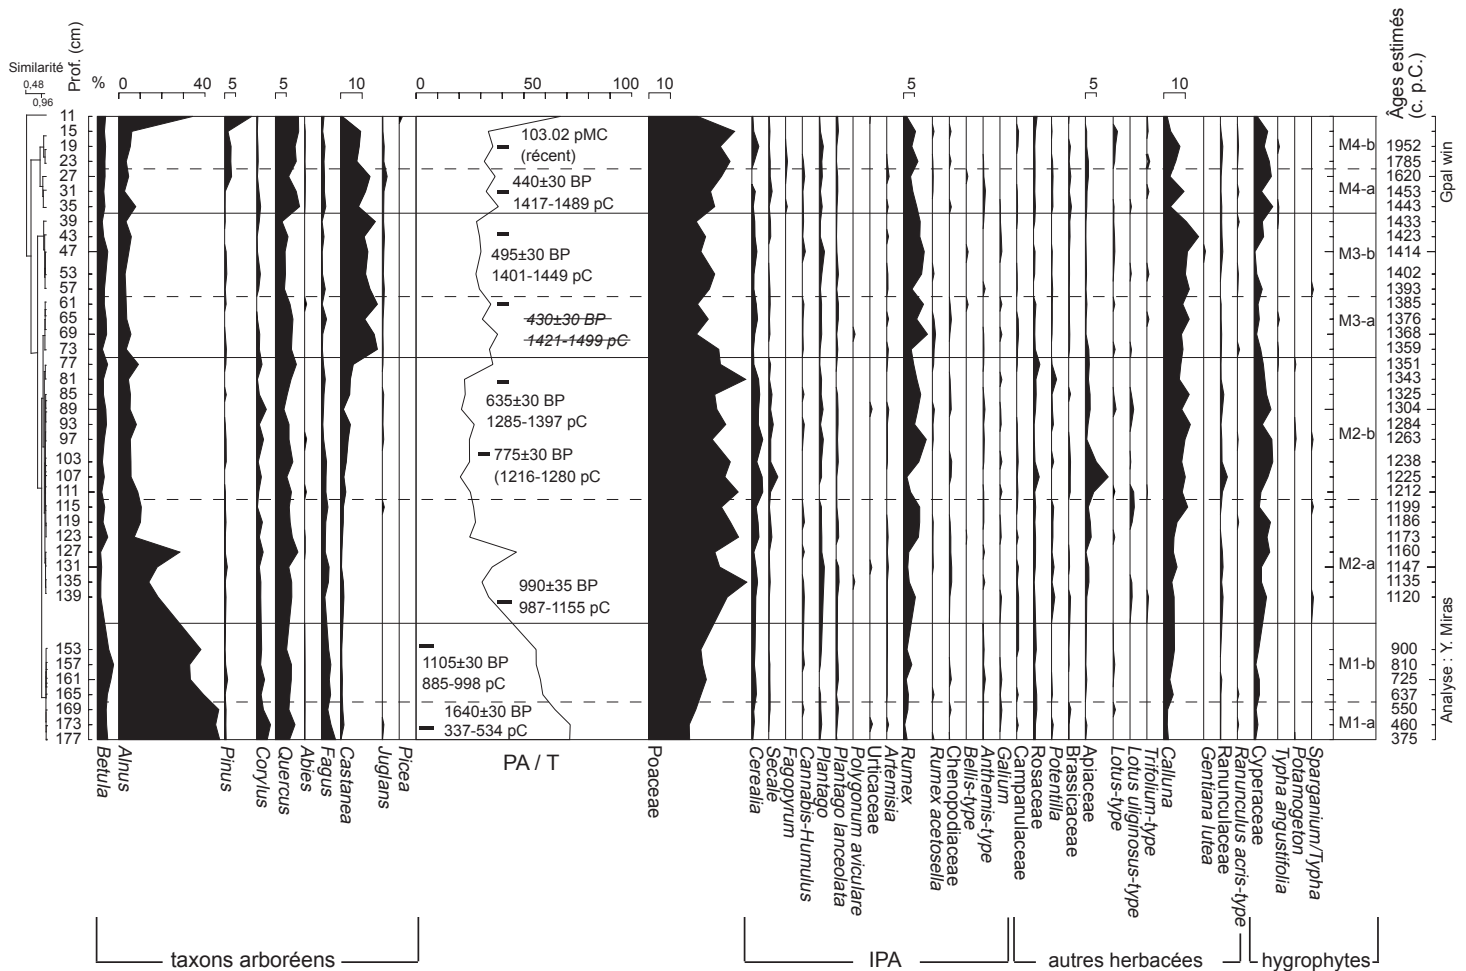 Similarité
0,48
0,96
Prof. (cm)
%
0 40
5
5
10
0 50 100
10
5
5
10
Âges estimés
(c. p.C.)
11
15
19
23
27
31
35
39
43
47
53
57
61
65
69
73
77
81
85
89
93
97
103
107
111
115
119
123
127
131
135
139
153
157
161
165
169
173
177
103.02 pMC
(récent)
440±30 BP
1417-1489 pC
495±30 BP
1401-1449 pC
430±30 BP
1421-1499 pC
635±30 BP
1285-1397 pC
775±30 BP
(1216-1280 pC
990±35 BP
987-1155 pC
1105±30 BP
885-998 pC
1640±30 BP
337-534 pC
M4-b
M4-a
M3-b
M3-a
M2-b
M2-a
M1-b
M1-a
1952
1785
1620
1453
1443
1433
1423
1414
1402
1393
1385
1376
1368
1359
1351
1343
1325
1304
1284
1263
1238
1225
1212
1199
1186
1173
1160
1147
1135
1120
900
810
725
637
550
460
375
Gpal win
Analyse : Y. Miras
Betula
Alnus
Pinus
Corylus
Quercus
Abies
Fagus
Castanea
Juglans
Picea
PA / T
Poaceae
Cerealia
Secale
Fagopyrum
Cannabis-Humulus
Plantago
Plantago lanceolata
Polygonum aviculare
Urticaceae
Artemisia
Rumex
Rumex acetosella
Chenopodiaceae
Bellis-type
Anthemis-type
Galium
Campanulaceae
Rosaceae
Potentilla
Brassicaceae
Apiaceae
Lotus-type
Lotus uliginosus-type
Trifolium-type
Calluna
Gentiana lutea
Ranunculaceae
Ranunculus acris-type
Cyperaceae
Typha angustifolia
Potamogeton
Sparganium/Typha
taxons arboréens
IPA
autres herbacées
hygrophytes